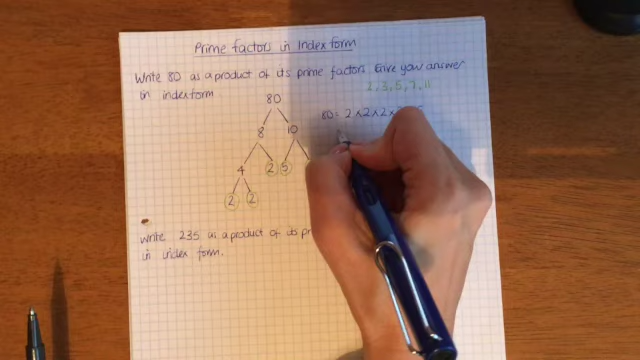 Prime factors in Index form
Write 80 as a product of its prime factors Give your answer
in index form
2, 3, 5, 7, 11
80
80 = 2 × 2 × 2 ×
8 10
4 2 5
2 2
Write 235 as a product of its
in index form.